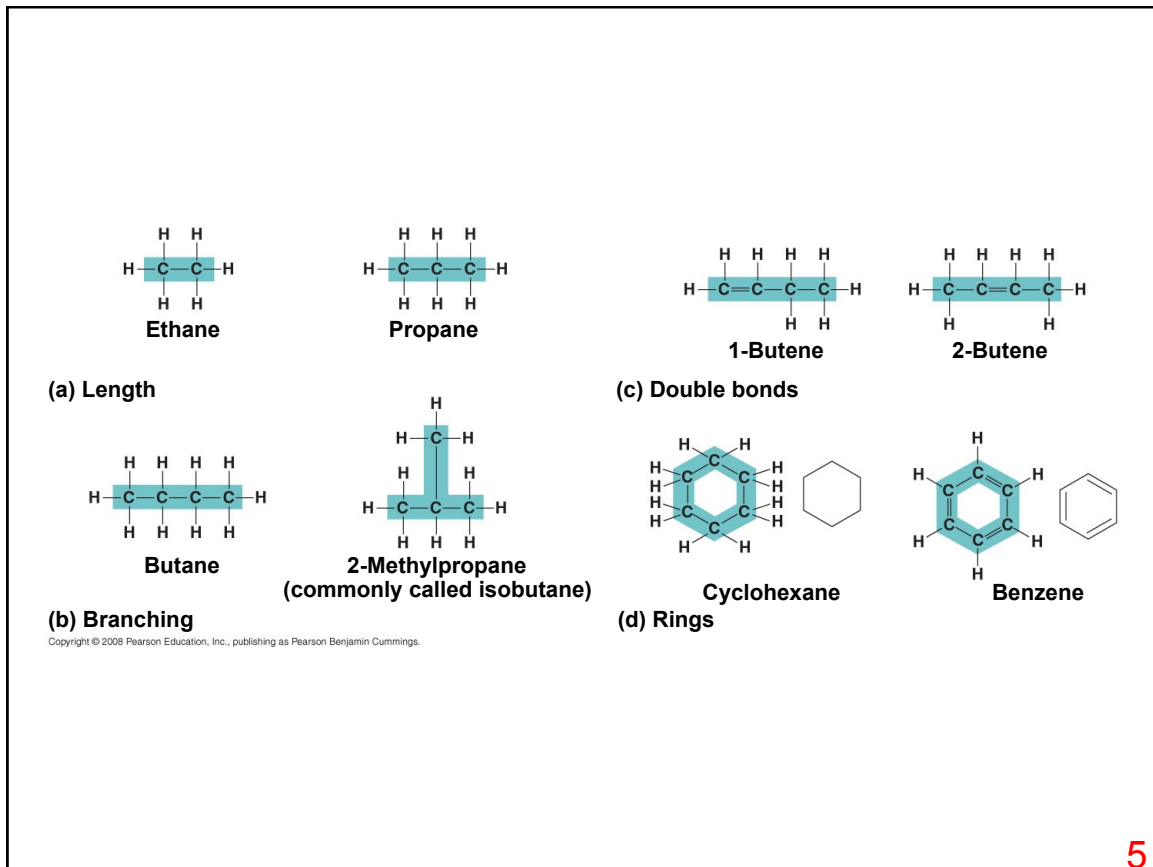 H H
H C C H
H H
Ethane
H H H
H C C C H
H H H
Propane
(a) Length
H H H H
H C C C C H
H H H H
Butane
H
H C H
H H
H C C C H
H H H
2-Methylpropane
(commonly called isobutane)
(b) Branching
Copyright © 2008 Pearson Education, Inc., publishing as Pearson Benjamin Cummings.
H H H H
H C C C C H
H H
1-Butene
H H H H
H C C C C H
H H
2-Butene
(c) Double bonds
H H
C
H H
C C
H H
H H
C C
H H
C
H H
Cyclohexane
H
C
H H
C C
C C
H H
C
H
Benzene
(d) Rings
5